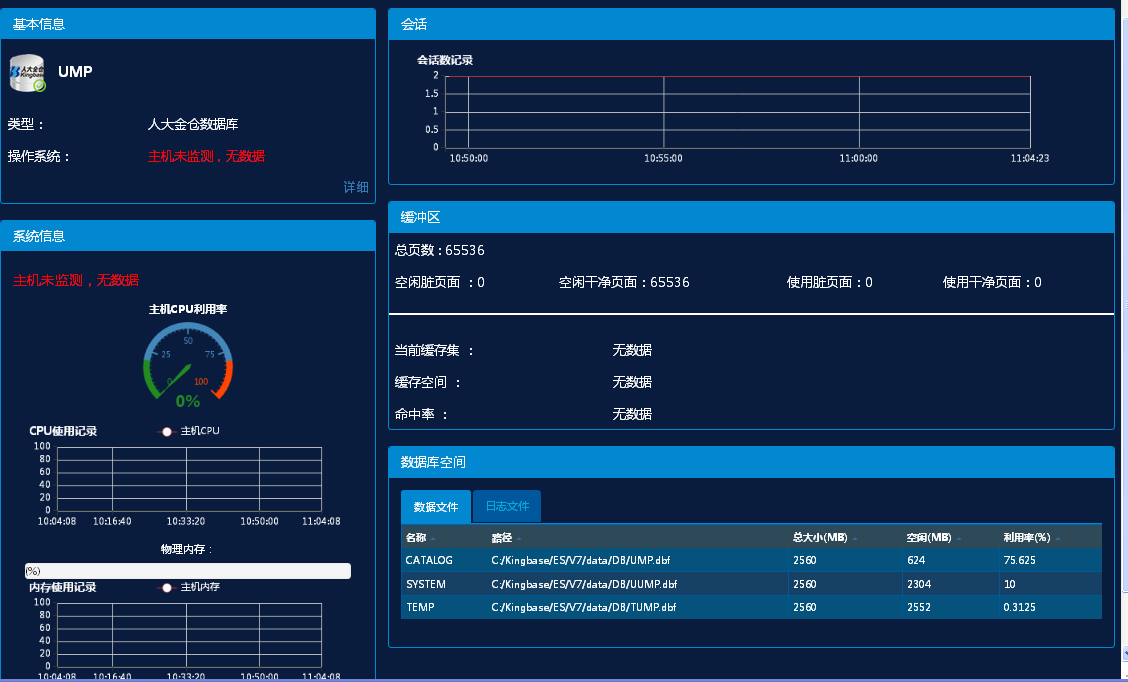 基本信息
人大金仓
Kingbase
UMP
类型：
人大金仓数据库
操作系统：
主机未监测，无数据
详细
系统信息
主机未监测，无数据
主机CPU利用率
50
25
75
0
100
0%
CPU使用记录
主机CPU
100
80
60
40
20
0
10:04:08 10:16:40 10:33:20 10:50:00 11:04:08
物理内存：
(%)
内存使用记录
主机内存
100
80
60
40
20
0
10:04:08 10:16:40 10:33:20 10:50:00 11:04:08
会话
会话数记录
2
1.5
1
0.5
0
10:50:00 10:55:00 11:00:00 11:04:23
缓冲区
总页数：65536
空闲脏页面 ：0 空闲干净页面：65536 使用脏页面：0 使用干净页面：0
当前缓存集 ： 无数据
缓存空间 ： 无数据
命中率 ： 无数据
数据库空间
数据文件 日志文件
名称 路径 总大小(MB) 空闲(MB) 利用率(%)
CATALOG C:/Kingbase/ES/V7/data/DB/UMP.dbf 2560 624 75.625
SYSTEM C:/Kingbase/ES/V7/data/DB/UUMP.dbf 2560 2304 10
TEMP C:/Kingbase/ES/V7/data/DB/TUMP.dbf 2560 2552 0.3125